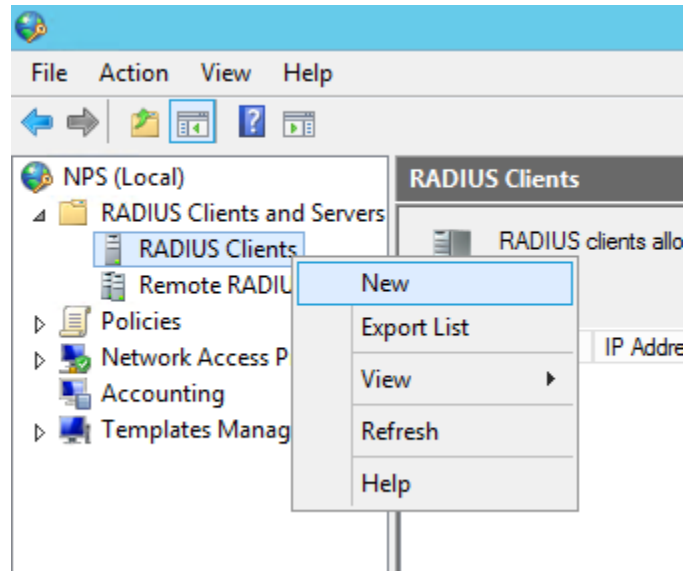 File Action View Help
NPS (Local)
RADIUS Clients and Servers
RADIUS Clients
Remote RADIU
Policies
Network Access P
Accounting
Templates Manag
New
Export List
View
Refresh
Help
RADIUS Clients
RADIUS clients allo
IP Addre